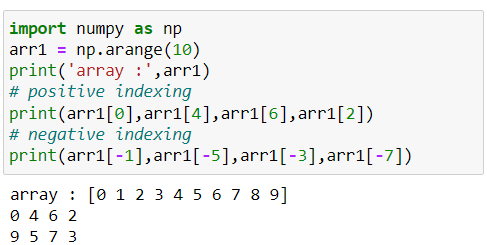 import numpy as np
arr1 = np.arange(10)
print('array :',arr1)
# positive indexing
print(arr1[0],arr1[4],arr1[6],arr1[2])
# negative indexing
print(arr1[-1],arr1[-5],arr1[-3],arr1[-7])
array : [0 1 2 3 4 5 6 7 8 9]
0 4 6 2
9 5 7 3